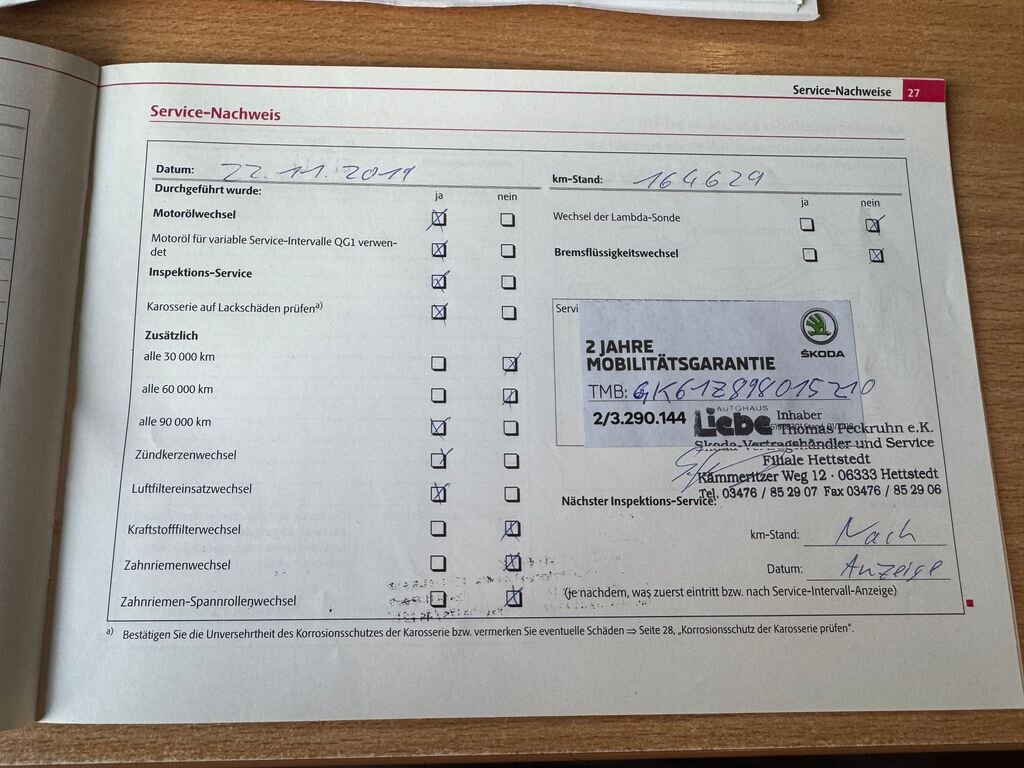 Service-Nachweise 27
Service-Nachweis
Datum: 22.11.2019
km-Stand: 164629
Durchgeführt wurde:
ja nein
ja nein
Motorölwechsel
Wechsel der Lambda-Sonde
Motoröl für variable Service-Intervalle QG1 verwen-
det
Bremsflüssigkeitswechsel
Inspektions-Service
Karosserie auf Lackschäden prüfen a)
Zusätzlich
alle 30 000 km
alle 60 000 km
alle 90 000 km
Zündkerzenwechsel
Luftfiltereinsatzwechsel
Kraftstofffilterwechsel
Zahnriemenwechsel
Zahnriemen-Spannrollenwechsel
Servi
ŠKODA
2 JAHRE
MOBILITÄTSGARANTIE
TMB: GK61Z898015210
2/3.290.144
AUTOHAUS
Liebe Inhaber
Thomas Peckruhn e.K.
Skoda-Vertragshändler und Service
Filiale Hettstedt
Kämmeritzer Weg 12 · 06333 Hettstedt
Tel. 03476 / 85 29 07 Fax 03476 / 85 29 06
Nächster Inspektions-Service:
km-Stand: Nach
Datum: Anzeige
(je nachdem, was zuerst eintritt bzw. nach Service-Intervall-Anzeige)
a) Bestätigen Sie die Unversehrtheit des Korrosionsschutzes der Karosserie bzw. vermerken Sie eventuelle Schäden ⇒ Seite 28, „Korrosionsschutz der Karosserie prüfen“.